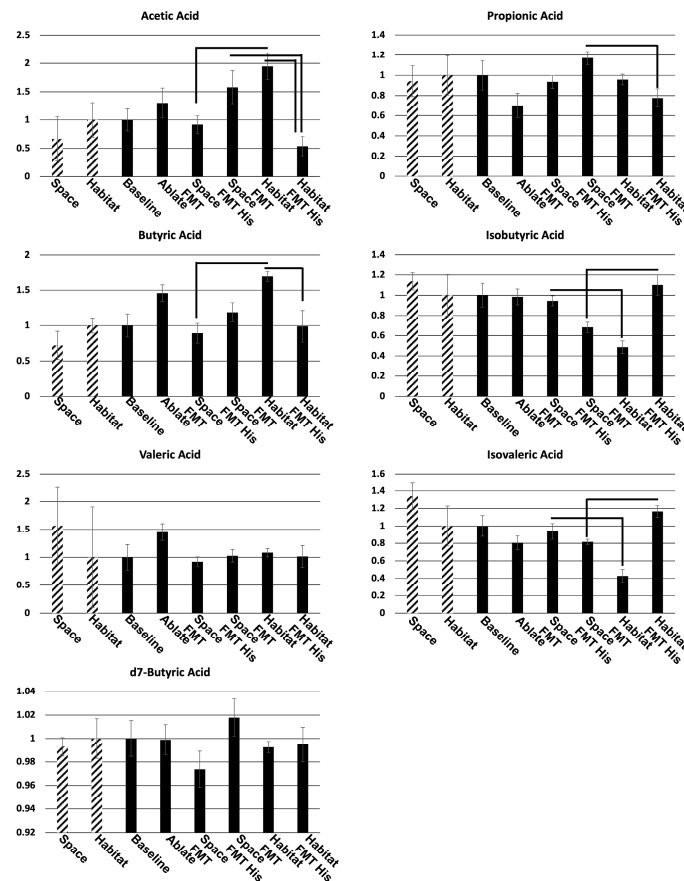 Acetic Acid
2.5
2
1.5
1
0.5
0
Space
Habitat
Baseline
Ablate
Space
FMT
Space
FMT His
Habitat
FMT
Habitat
FMT His
Propionic Acid
1.4
1.2
1
0.8
0.6
0.4
0.2
0
Space
Habitat
Baseline
Ablate
Space
FMT
Space
FMT His
Habitat
FMT
Habitat
FMT His
Butyric Acid
2
1.5
1
0.5
0
Space
Habitat
Baseline
Ablate
Space
FMT
Space
FMT His
Habitat
FMT
Habitat
FMT His
Isobutyric Acid
1.4
1.2
1
0.8
0.6
0.4
0.2
0
Space
Habitat
Baseline
Ablate
Space
FMT
Space
FMT His
Habitat
FMT
Habitat
FMT His
Valeric Acid
2.5
2
1.5
1
0.5
0
Space
Habitat
Baseline
Ablate
Space
FMT
Space
FMT His
Habitat
FMT
Habitat
FMT His
Isovaleric Acid
1.6
1.4
1.2
1
0.8
0.6
0.4
0.2
0
Space
Habitat
Baseline
Ablate
Space
FMT
Space
FMT His
Habitat
FMT
Habitat
FMT His
d7-Butyric Acid
1.04
1.02
1
0.98
0.96
0.94
0.92
Space
Habitat
Baseline
Ablate
Space
FMT
Space
FMT His
Habitat
FMT
Habitat
FMT His